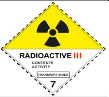 RADIOACTIVE III
CONTENTS
ACTIVITY
TRANSPORT INDEX
7